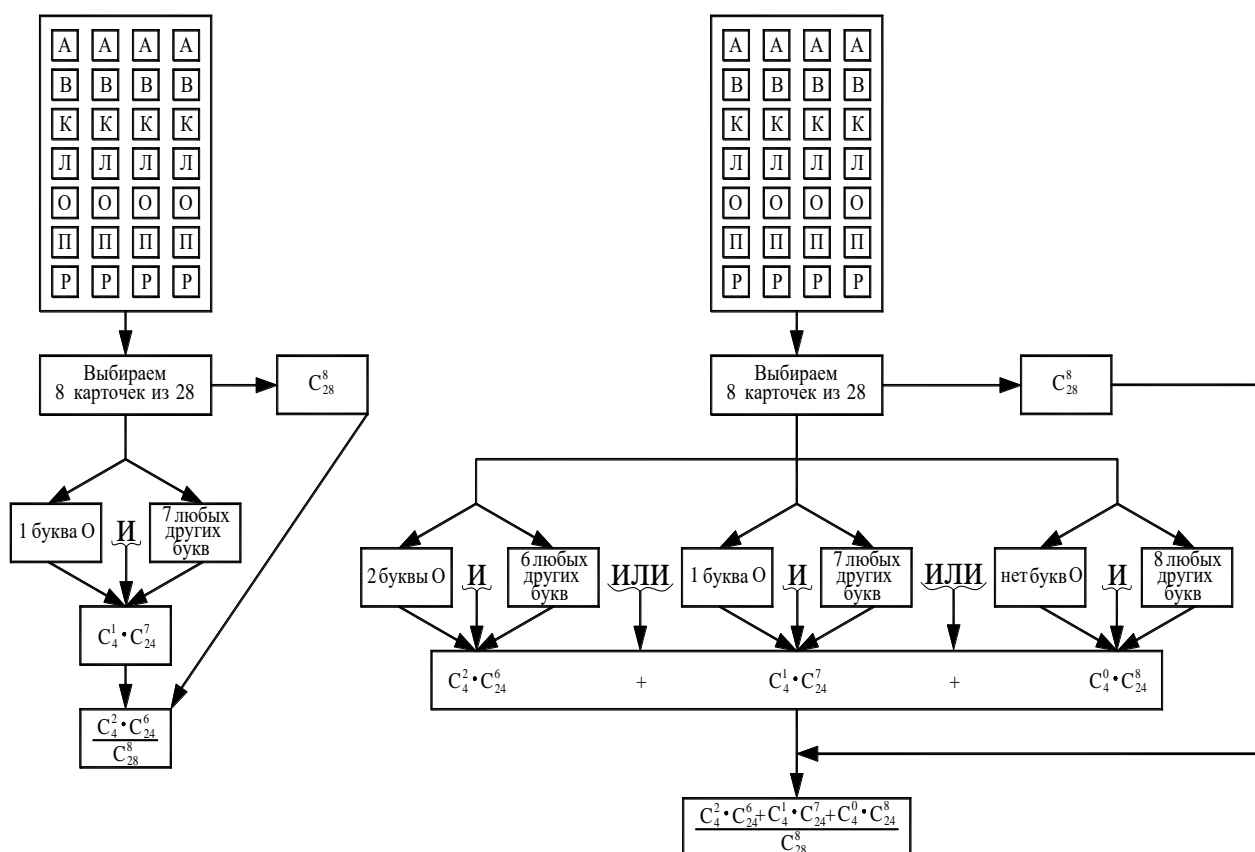 А А А А
В В В В
К К К К
Л Л Л Л
О О О О
П П П П
Р Р Р Р
Выбираем
8 карточек из 28
C₂₈⁸
1 буква О
И
7 любых
других
букв
C₄¹ • C₂₄⁷
C₄² • C₂₄⁶
C₂₈⁸
А А А А
В В В В
К К К К
Л Л Л Л
О О О О
П П П П
Р Р Р Р
Выбираем
8 карточек из 28
C₂₈⁸
2 буквы О
И
6 любых
других
букв
ИЛИ
1 буква О
И
7 любых
других
букв
ИЛИ
нет букв О
И
8 любых
других
букв
C₄² • C₂₄⁶ + C₄¹ • C₂₄⁷ + C₄⁰ • C₂₄⁸
C₄² • C₂₄⁶ + C₄¹ • C₂₄⁷ + C₄⁰ • C₂₄⁸
C₂₈⁸